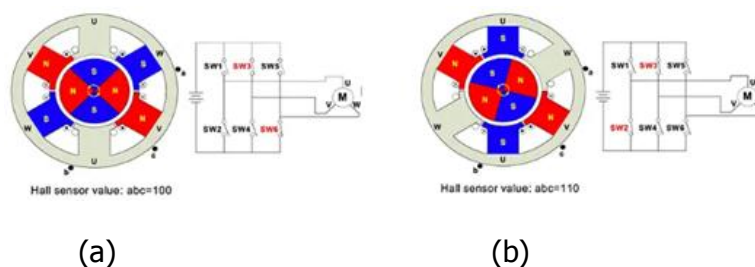 U
V
N
S
W
a
S
N
N
S
S
N
W
V
U
c
b
SW1
SW3
SW5
U
V
M
W
SW2
SW4
SW6
Hall sensor value: abc=100
(a)
U
V
S
W
N
a
S
N
N
S
N
W
S
V
U
c
b
SW1
SW3
SW5
U
V
M
W
SW2
SW4
SW6
Hall sensor value: abc=110
(b)